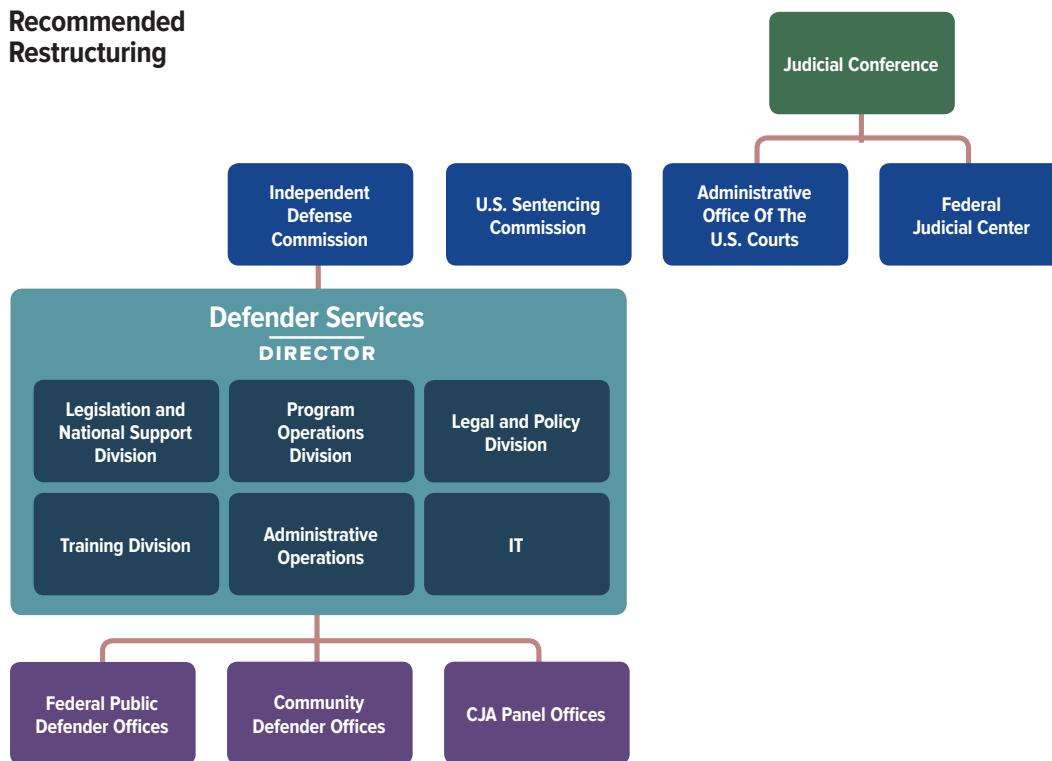 Recommended
Restructuring
Judicial Conference
Independent
Defense
Commission
U.S. Sentencing
Commission
Administrative
Office Of The
U.S. Courts
Federal
Judicial Center
Defender Services
DIRECTOR
Legislation and
National Support
Division
Program
Operations
Division
Legal and Policy
Division
Training Division
Administrative
Operations
IT
Federal Public
Defender Offices
Community
Defender Offices
CJA Panel Offices